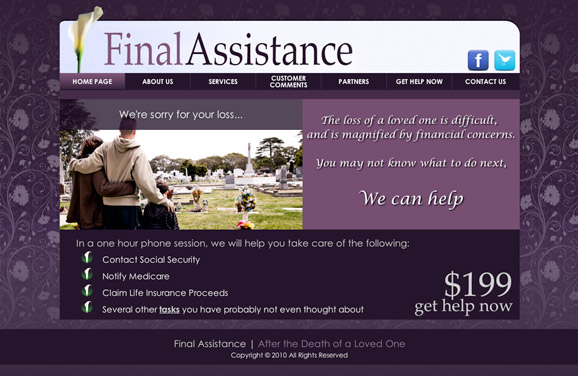 Final Assistance
HOME PAGE
ABOUT US
SERVICES
CUSTOMER
COMMENTS
PARTNERS
GET HELP NOW
CONTACT US
We're sorry for your loss...
The loss of a loved one is difficult,
and is magnified by financial concerns.
You may not know what to do next,
We can help
In a one hour phone session, we will help you take care of the following:
Contact Social Security
Notify Medicare
Claim Life Insurance Proceeds
Several other tasks you have probably not even thought about
$199
get help now
Final Assistance | After the Death of a Loved One
Copyright © 2010 All Rights Reserved